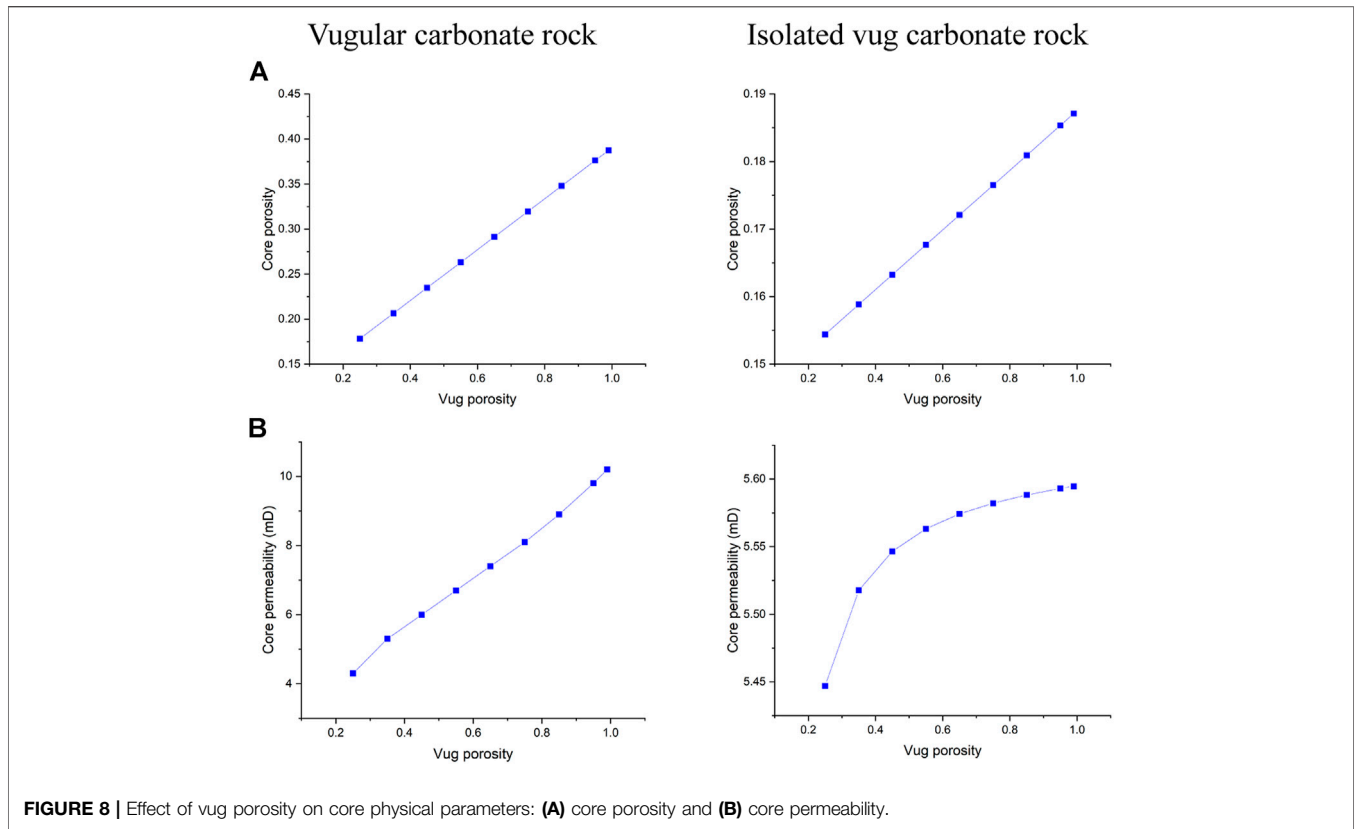 Vugular carbonate rock
Isolated vug carbonate rock
A
0.45
0.40
0.35
0.30
0.25
0.20
0.15
Core porosity
0.2 0.4 0.6 0.8 1.0
Vug porosity
0.19
0.18
0.17
0.16
0.15
Core porosity
0.2 0.4 0.6 0.8 1.0
Vug porosity
B
10
8
6
4
Core permeability (mD)
0.2 0.4 0.6 0.8 1.0
Vug porosity
5.60
5.55
5.50
5.45
Core permeability (mD)
0.2 0.4 0.6 0.8 1.0
Vug porosity
FIGURE 8 | Effect of vug porosity on core physical parameters: (A) core porosity and (B) core permeability.